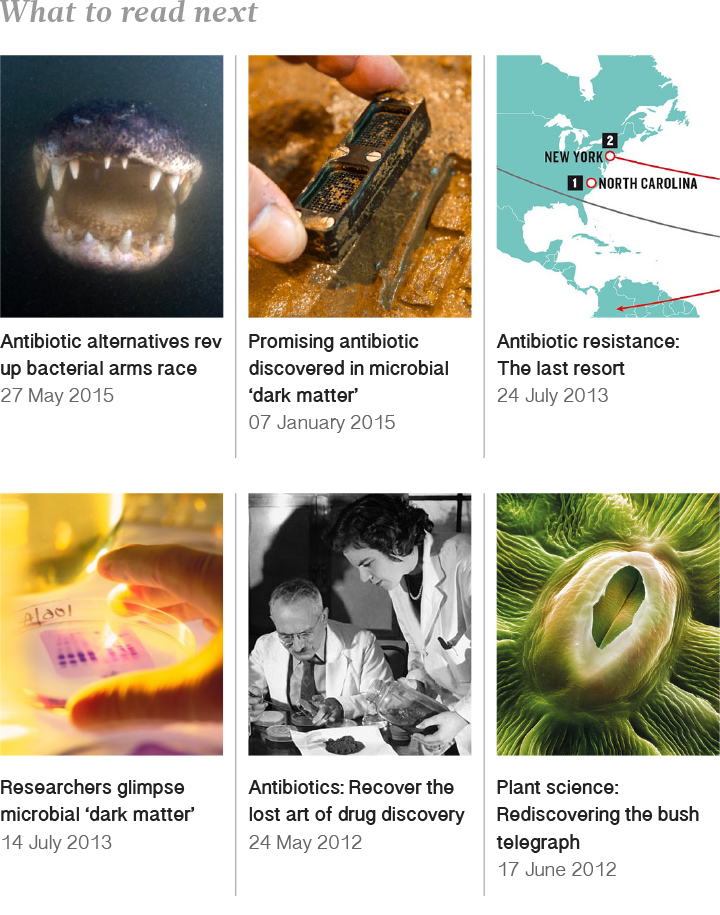 What to read next
2
NEW YORK
1
NORTH CAROLINA
Antibiotic alternatives rev
up bacterial arms race
27 May 2015
Promising antibiotic
discovered in microbial
‘dark matter’
07 January 2015
Antibiotic resistance:
The last resort
24 July 2013
Researchers glimpse
microbial ‘dark matter’
14 July 2013
Antibiotics: Recover the
lost art of drug discovery
24 May 2012
Plant science:
Rediscovering the bush
telegraph
17 June 2012